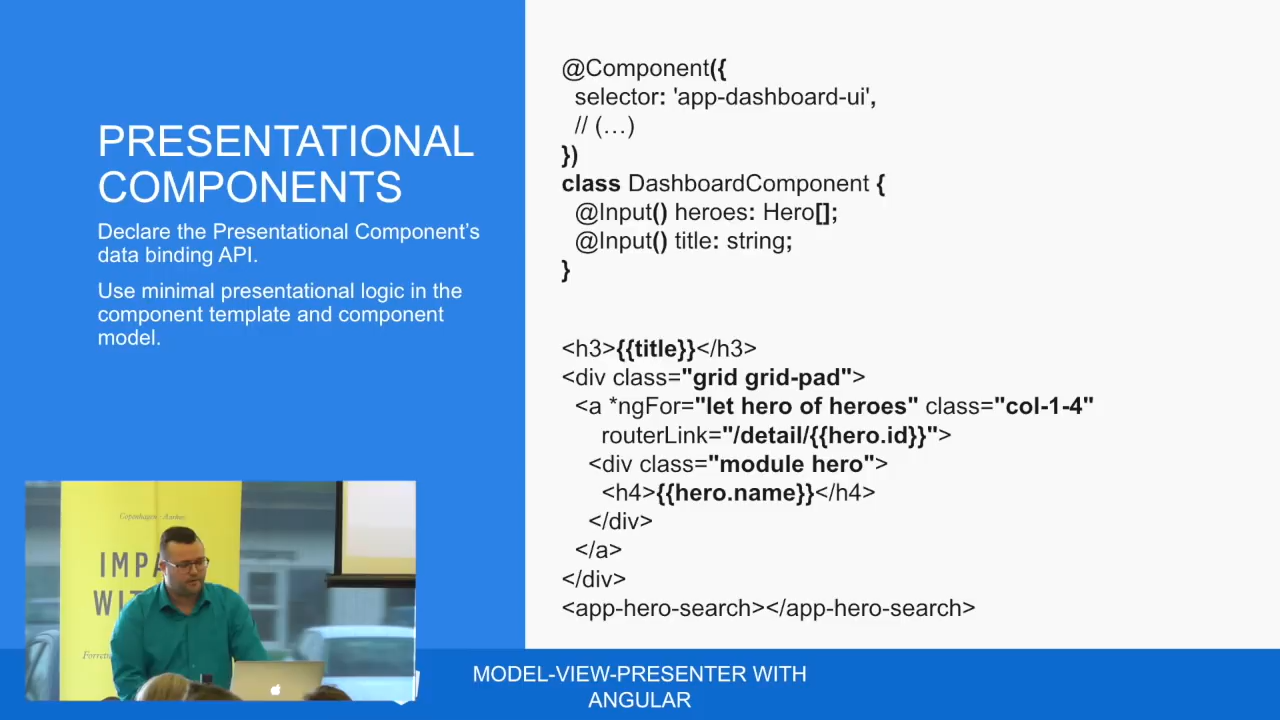 PRESENTATIONAL
COMPONENTS
Declare the Presentational Component's
data binding API.
Use minimal presentational logic in the
component template and component
model.
@Component({
selector: 'app-dashboard-ui',
// (…)
})
class DashboardComponent {
@Input() heroes: Hero[];
@Input() title: string;
}
<h3>{{title}}</h3>
<div class="grid grid-pad">
<a *ngFor="let hero of heroes" class="col-1-4"
routerLink="/detail/{{hero.id}}">
<div class="module hero">
<h4>{{hero.name}}</h4>
</div>
</a>
</div>
<app-hero-search></app-hero-search>
Copenhagen - Aarhus
MODEL-VIEW-PRESENTER WITH
ANGULAR